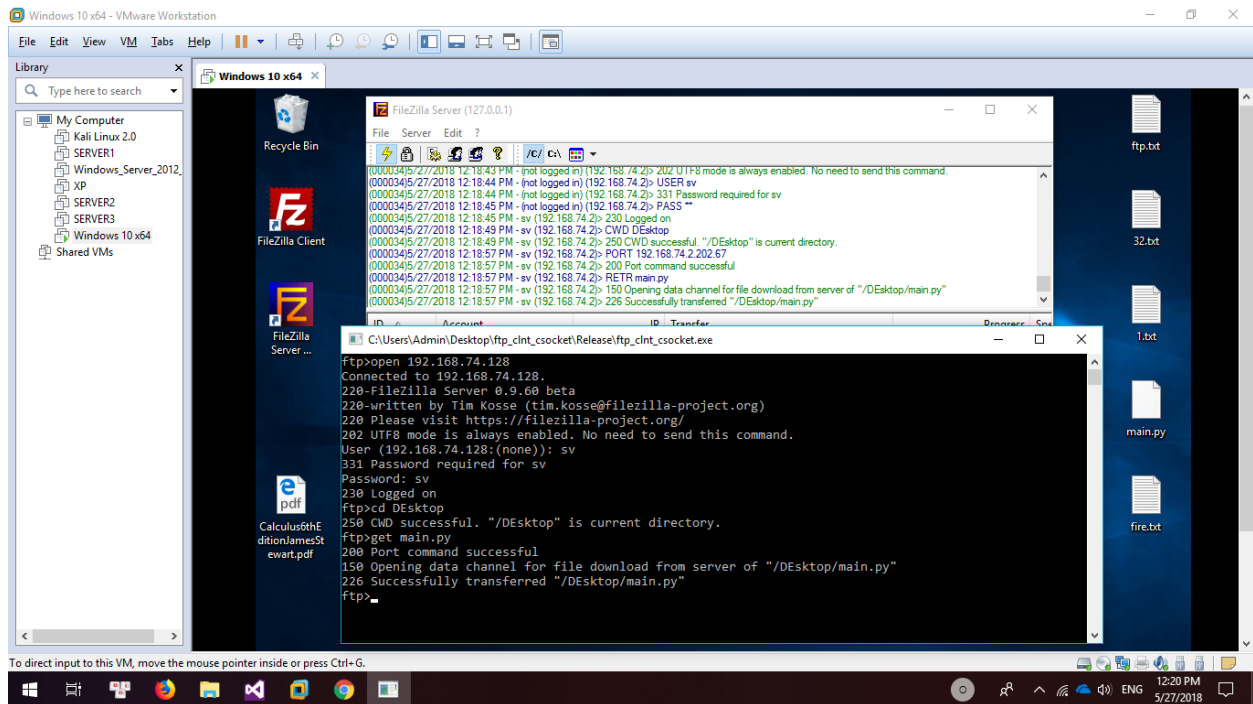 Windows 10 x64 - VMware Workstation
File Edit View VM Tabs Help
Library
Type here to search
My Computer
Kali Linux 2.0
SERVER1
Windows_Server_2012_
XP
SERVER2
SERVER3
Windows 10 x64
Shared VMs
Windows 10 x64
Recycle Bin
FileZilla Client
FileZilla
Server ...
pdf
Calculus6thE
ditionJamesSt
ewart.pdf
FileZilla Server (127.0.0.1)
File Server Edit ?
/C/ C:\
(000034)5/27/2018 12:18:43 PM - (not logged in) (192.168.74.2)> 202 UTF8 mode is always enabled. No need to send this command.
(000034)5/27/2018 12:18:44 PM - (not logged in) (192.168.74.2)> USER sv
(000034)5/27/2018 12:18:44 PM - (not logged in) (192.168.74.2)> 331 Password required for sv
(000034)5/27/2018 12:18:45 PM - (not logged in) (192.168.74.2)> PASS **
(000034)5/27/2018 12:18:45 PM - sv (192.168.74.2)> 230 Logged on
(000034)5/27/2018 12:18:49 PM - sv (192.168.74.2)> CWD DEsktop
(000034)5/27/2018 12:18:49 PM - sv (192.168.74.2)> 250 CWD successful. "/DEsktop" is current directory.
(000034)5/27/2018 12:18:57 PM - sv (192.168.74.2)> PORT 192.168.74.2.202.67
(000034)5/27/2018 12:18:57 PM - sv (192.168.74.2)> 200 Port command successful
(000034)5/27/2018 12:18:57 PM - sv (192.168.74.2)> RETR main.py
(000034)5/27/2018 12:18:57 PM - sv (192.168.74.2)> 150 Opening data channel for file download from server of "/DEsktop/main.py"
(000034)5/27/2018 12:18:57 PM - sv (192.168.74.2)> 226 Successfully transferred "/DEsktop/main.py"
ID Account IP Transfer Progress Spe
C:\Users\Admin\Desktop\ftp_clnt_csocket\Release\ftp_clnt_csocket.exe
ftp>open 192.168.74.128
Connected to 192.168.74.128.
220-FileZilla Server 0.9.60 beta
220-written by Tim Kosse (tim.kosse@filezilla-project.org)
220 Please visit https://filezilla-project.org/
202 UTF8 mode is always enabled. No need to send this command.
User (192.168.74.128:(none)): sv
331 Password required for sv
Password: sv
230 Logged on
ftp>cd DEsktop
250 CWD successful. "/DEsktop" is current directory.
ftp>get main.py
200 Port command successful
150 Opening data channel for file download from server of "/DEsktop/main.py"
226 Successfully transferred "/DEsktop/main.py"
ftp>
ftp.txt
32.txt
1.txt
main.py
fire.txt
To direct input to this VM, move the mouse pointer inside or press Ctrl+G.
ENG
12:20 PM
5/27/2018